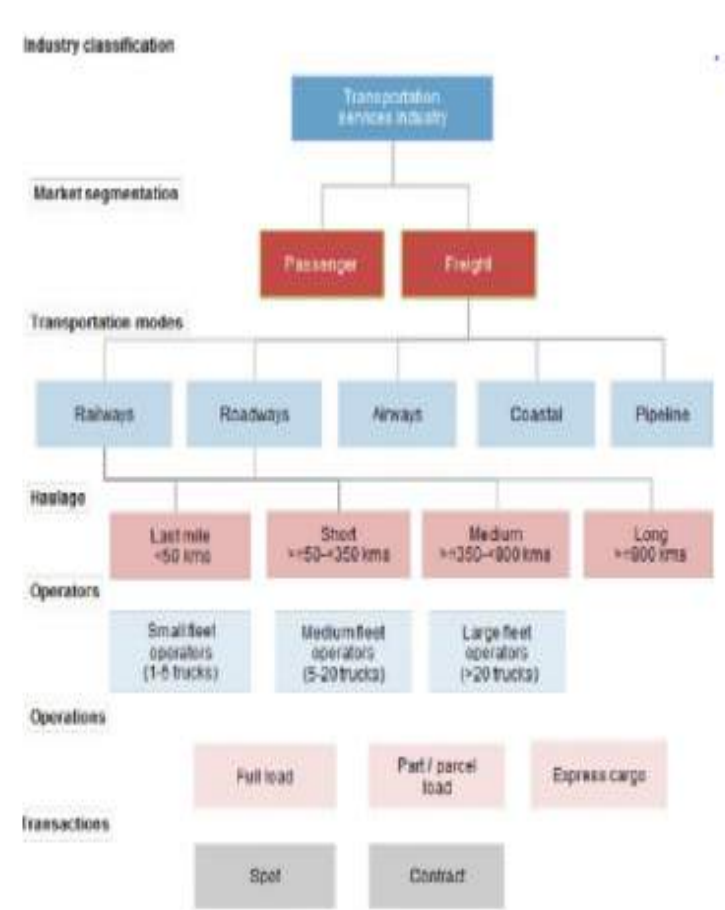 Industry classification
Transportation
services industry
Market segmentation
Passenger
Freight
Transportation modes
Railways
Roadways
Airways
Coastal
Pipeline
Haulage
Last mile
<50 kms
Short
>=50-<350 kms
Medium
>=350-<800 kms
Long
>=800 kms
Operators
Small fleet
operators
(1-5 trucks)
Medium fleet
operators
(5-20 trucks)
Large fleet
operators
(>20 trucks)
Operations
Full load
Part / parcel
load
Express cargo
Transactions
Spot
Contract